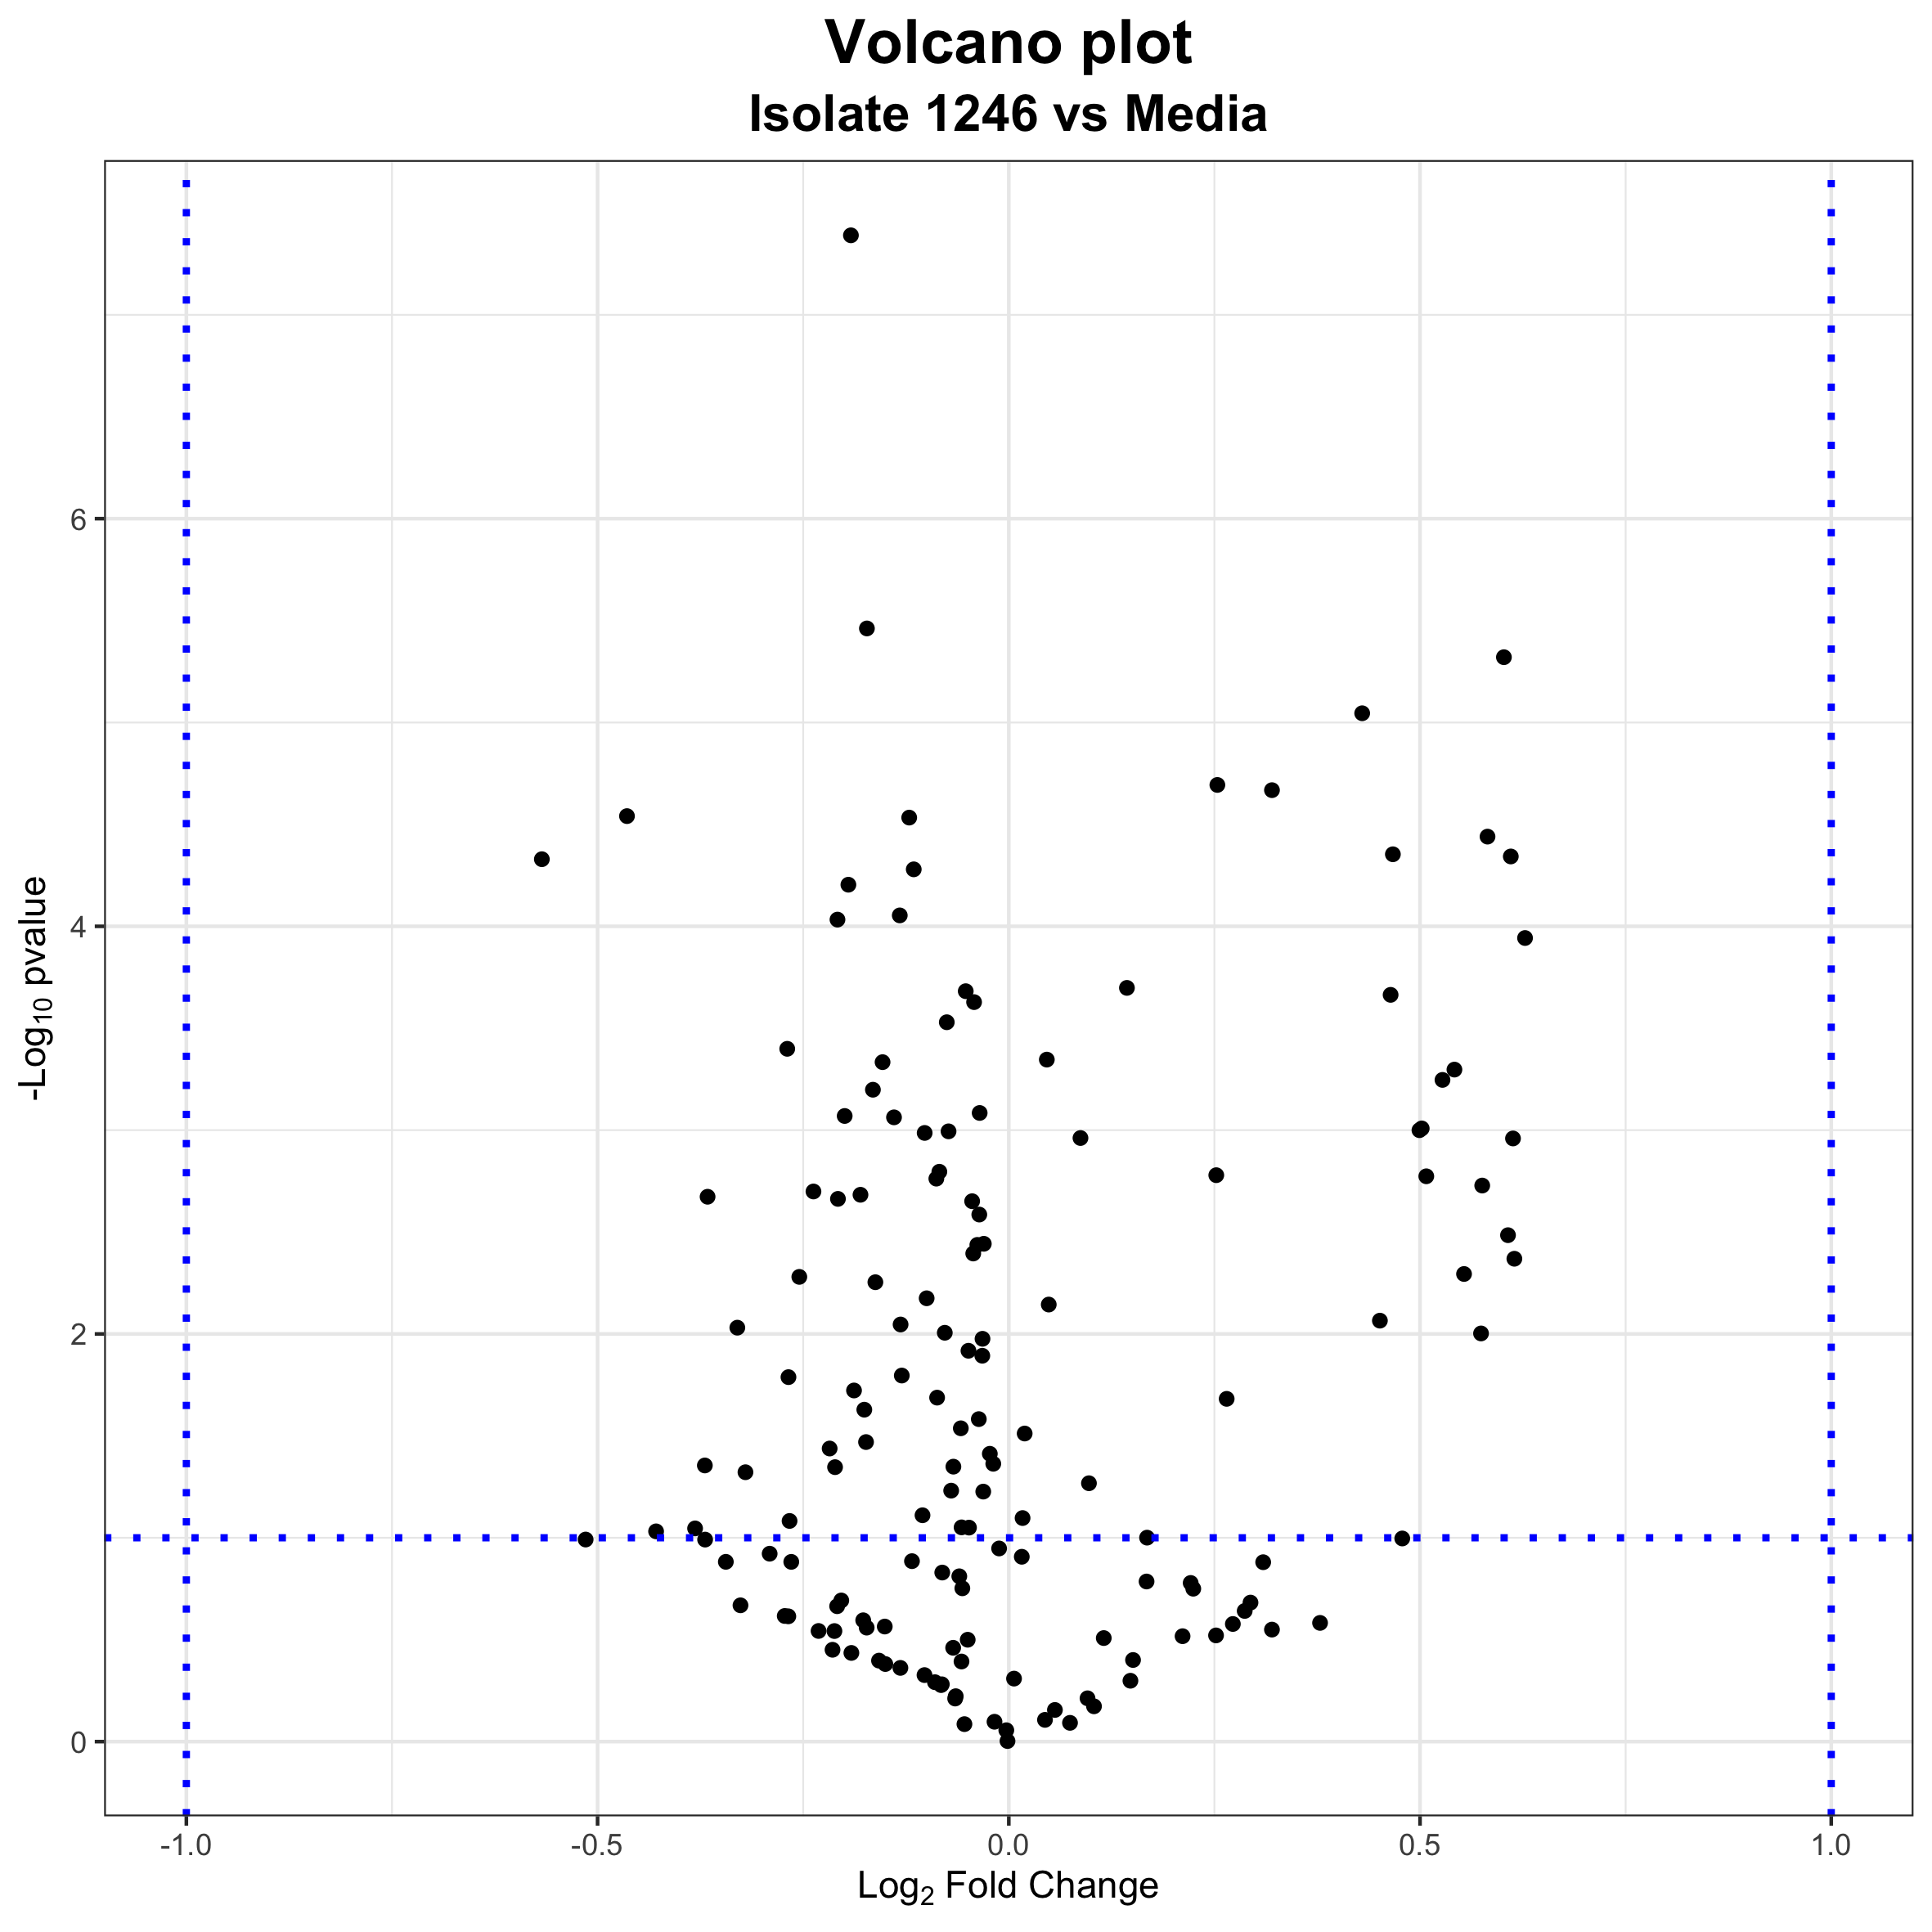 Volcano plot
Isolate 1246 vs Media
-Log10 pvalue
6
4
2
0
-1.0 -0.5 0.0 0.5 1.0
Log2 Fold Change